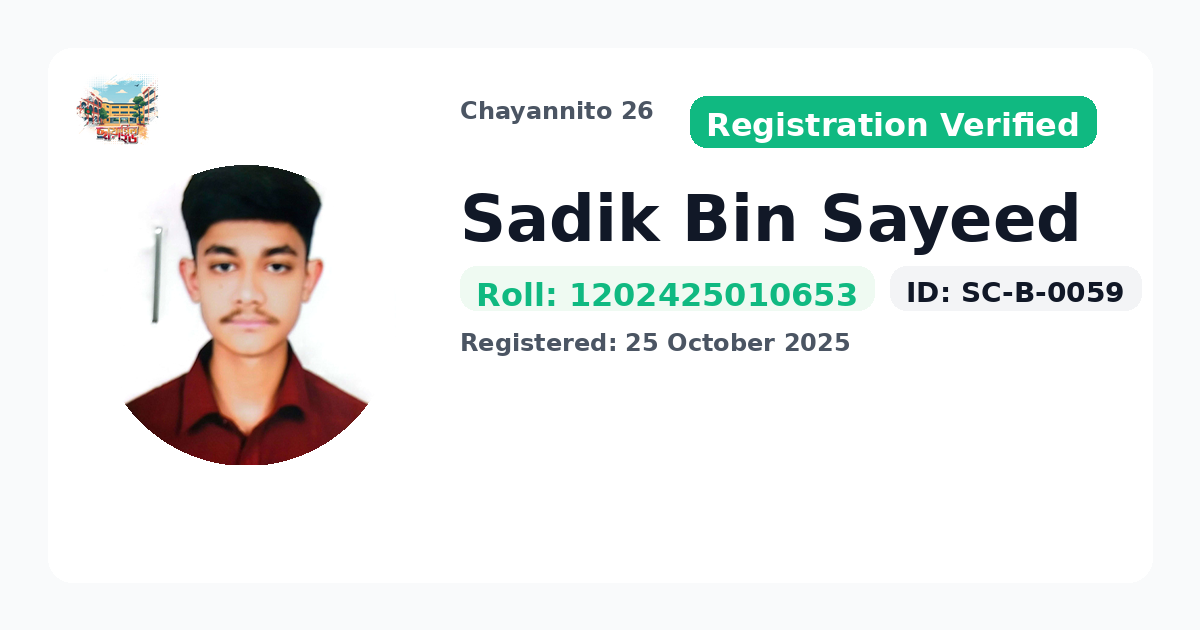 Chayannito 26
Registration Verified
Sadik Bin Sayeed
Roll: 1202425010653
ID: SC-B-0059
Registered: 25 October 2025